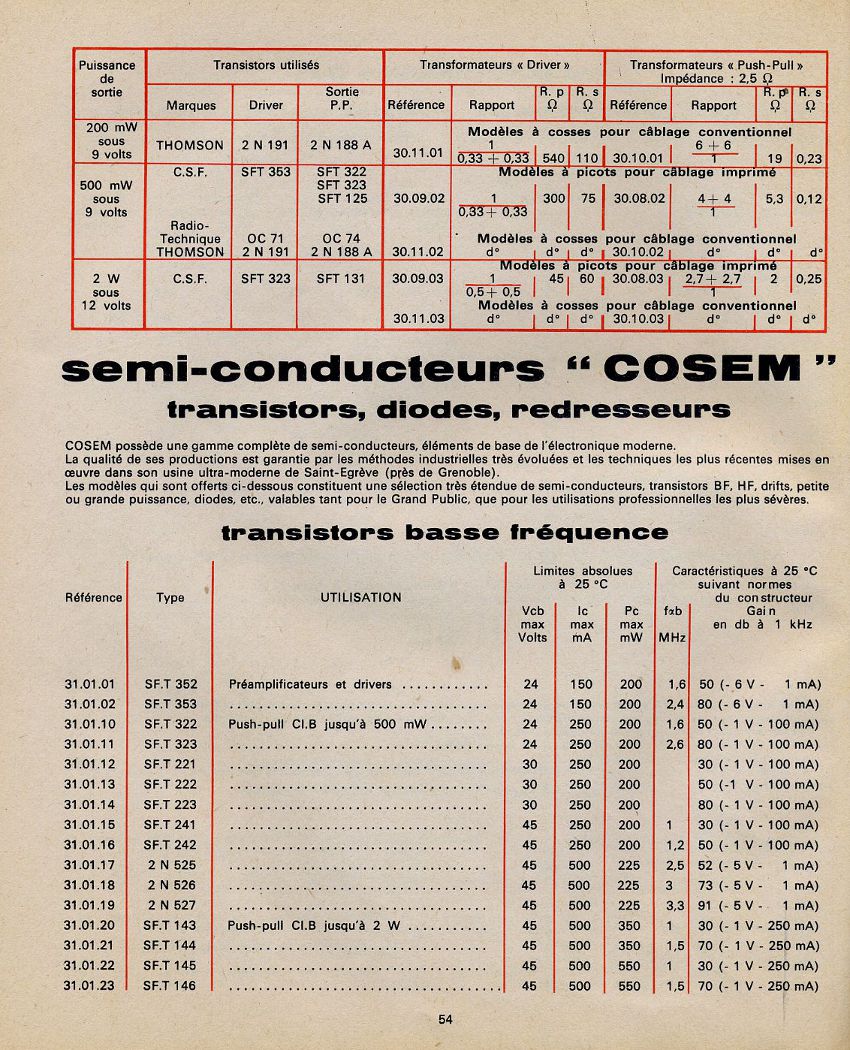 Puissance de sortie Transistors utilisés Transformateurs « Driver » Transformateurs « Push-Pull » Impédance : 2,5 Ω
Marques Driver Sortie P.P. Référence Rapport R. p Ω R. s Ω Référence Rapport R. p Ω R. s Ω
200 mW sous 9 volts THOMSON 2 N 191 2 N 188 A
Modèles à cosses pour câblage conventionnel
30.11.01 1 / 0,33 + 0,33 540 110 30.10.01 6 + 6 / 1 19 0,23
Modèles à picots pour câblage imprimé
500 mW sous 9 volts C.S.F. SFT 353 SFT 322 SFT 323 SFT 125 30.09.02 1 / 0,33 + 0,33 300 75 30.08.02 4 + 4 / 1 5,3 0,12
Modèles à cosses pour câblage conventionnel
Radio-Technique OC 71 OC 74
THOMSON 2 N 191 2 N 188 A 30.11.02 d° d° d° 30.10.02 d° d° d°
Modèles à picots pour câblage imprimé
2 W sous 12 volts C.S.F. SFT 323 SFT 131 30.09.03 1 / 0,5 + 0,5 45 60 30.08.03 2,7 + 2,7 / 1 2 0,25
Modèles à cosses pour câblage conventionnel
30.11.03 d° d° d° 30.10.03 d° d° d°
semi-conducteurs “ COSEM ”
transistors, diodes, redresseurs
COSEM possède une gamme complète de semi-conducteurs, éléments de base de l'électronique moderne.
La qualité de ses productions est garantie par les méthodes industrielles très évoluées et les techniques les plus récentes mises en
œuvre dans son usine ultra-moderne de Saint-Egrève (près de Grenoble).
Les modèles qui sont offerts ci-dessous constituent une sélection très étendue de semi-conducteurs, transistors BF, HF, drifts, petite
ou grande puissance, diodes, etc., valables tant pour le Grand Public, que pour les utilisations professionnelles les plus sévères.
transistors basse fréquence
Référence Type UTILISATION Limites absolues à 25 °C Caractéristiques à 25 °C suivant normes du constructeur
Vcb max Volts Ic max mA Pc max mW fαb MHz Gain en db à 1 kHz
31.01.01 SF.T 352 Préamplificateurs et drivers ............ 24 150 200 1,6 50 (- 6 V - 1 mA)
31.01.02 SF.T 353 .................................. 24 150 200 2,4 80 (- 6 V - 1 mA)
31.01.10 SF.T 322 Push-pull Cl.B jusqu'à 500 mW ........ 24 250 200 1,6 50 (- 1 V - 100 mA)
31.01.11 SF.T 323 .................................. 24 250 200 2,6 80 (- 1 V - 100 mA)
31.01.12 SF.T 221 .................................. 30 250 200 30 (- 1 V - 100 mA)
31.01.13 SF.T 222 .................................. 30 250 200 50 (-1 V - 100 mA)
31.01.14 SF.T 223 .................................. 30 250 200 80 (- 1 V - 100 mA)
31.01.15 SF.T 241 .................................. 45 250 200 1 30 (- 1 V - 100 mA)
31.01.16 SF.T 242 .................................. 45 250 200 1,2 50 (- 1 V - 100 mA)
31.01.17 2 N 525 .................................. 45 500 225 2,5 52 (- 5 V - 1 mA)
31.01.18 2 N 526 .................................. 45 500 225 3 73 (- 5 V - 1 mA)
31.01.19 2 N 527 .................................. 45 500 225 3,3 91 (- 5 V - 1 mA)
31.01.20 SF.T 143 Push-pull Cl.B jusqu'à 2 W ........... 45 500 350 1 30 (- 1 V - 250 mA)
31.01.21 SF.T 144 .................................. 45 500 350 1,5 70 (- 1 V - 250 mA)
31.01.22 SF.T 145 .................................. 45 500 550 1 30 (- 1 V - 250 mA)
31.01.23 SF.T 146 .................................. 45 500 550 1,5 70 (- 1 V - 250 mA)
54